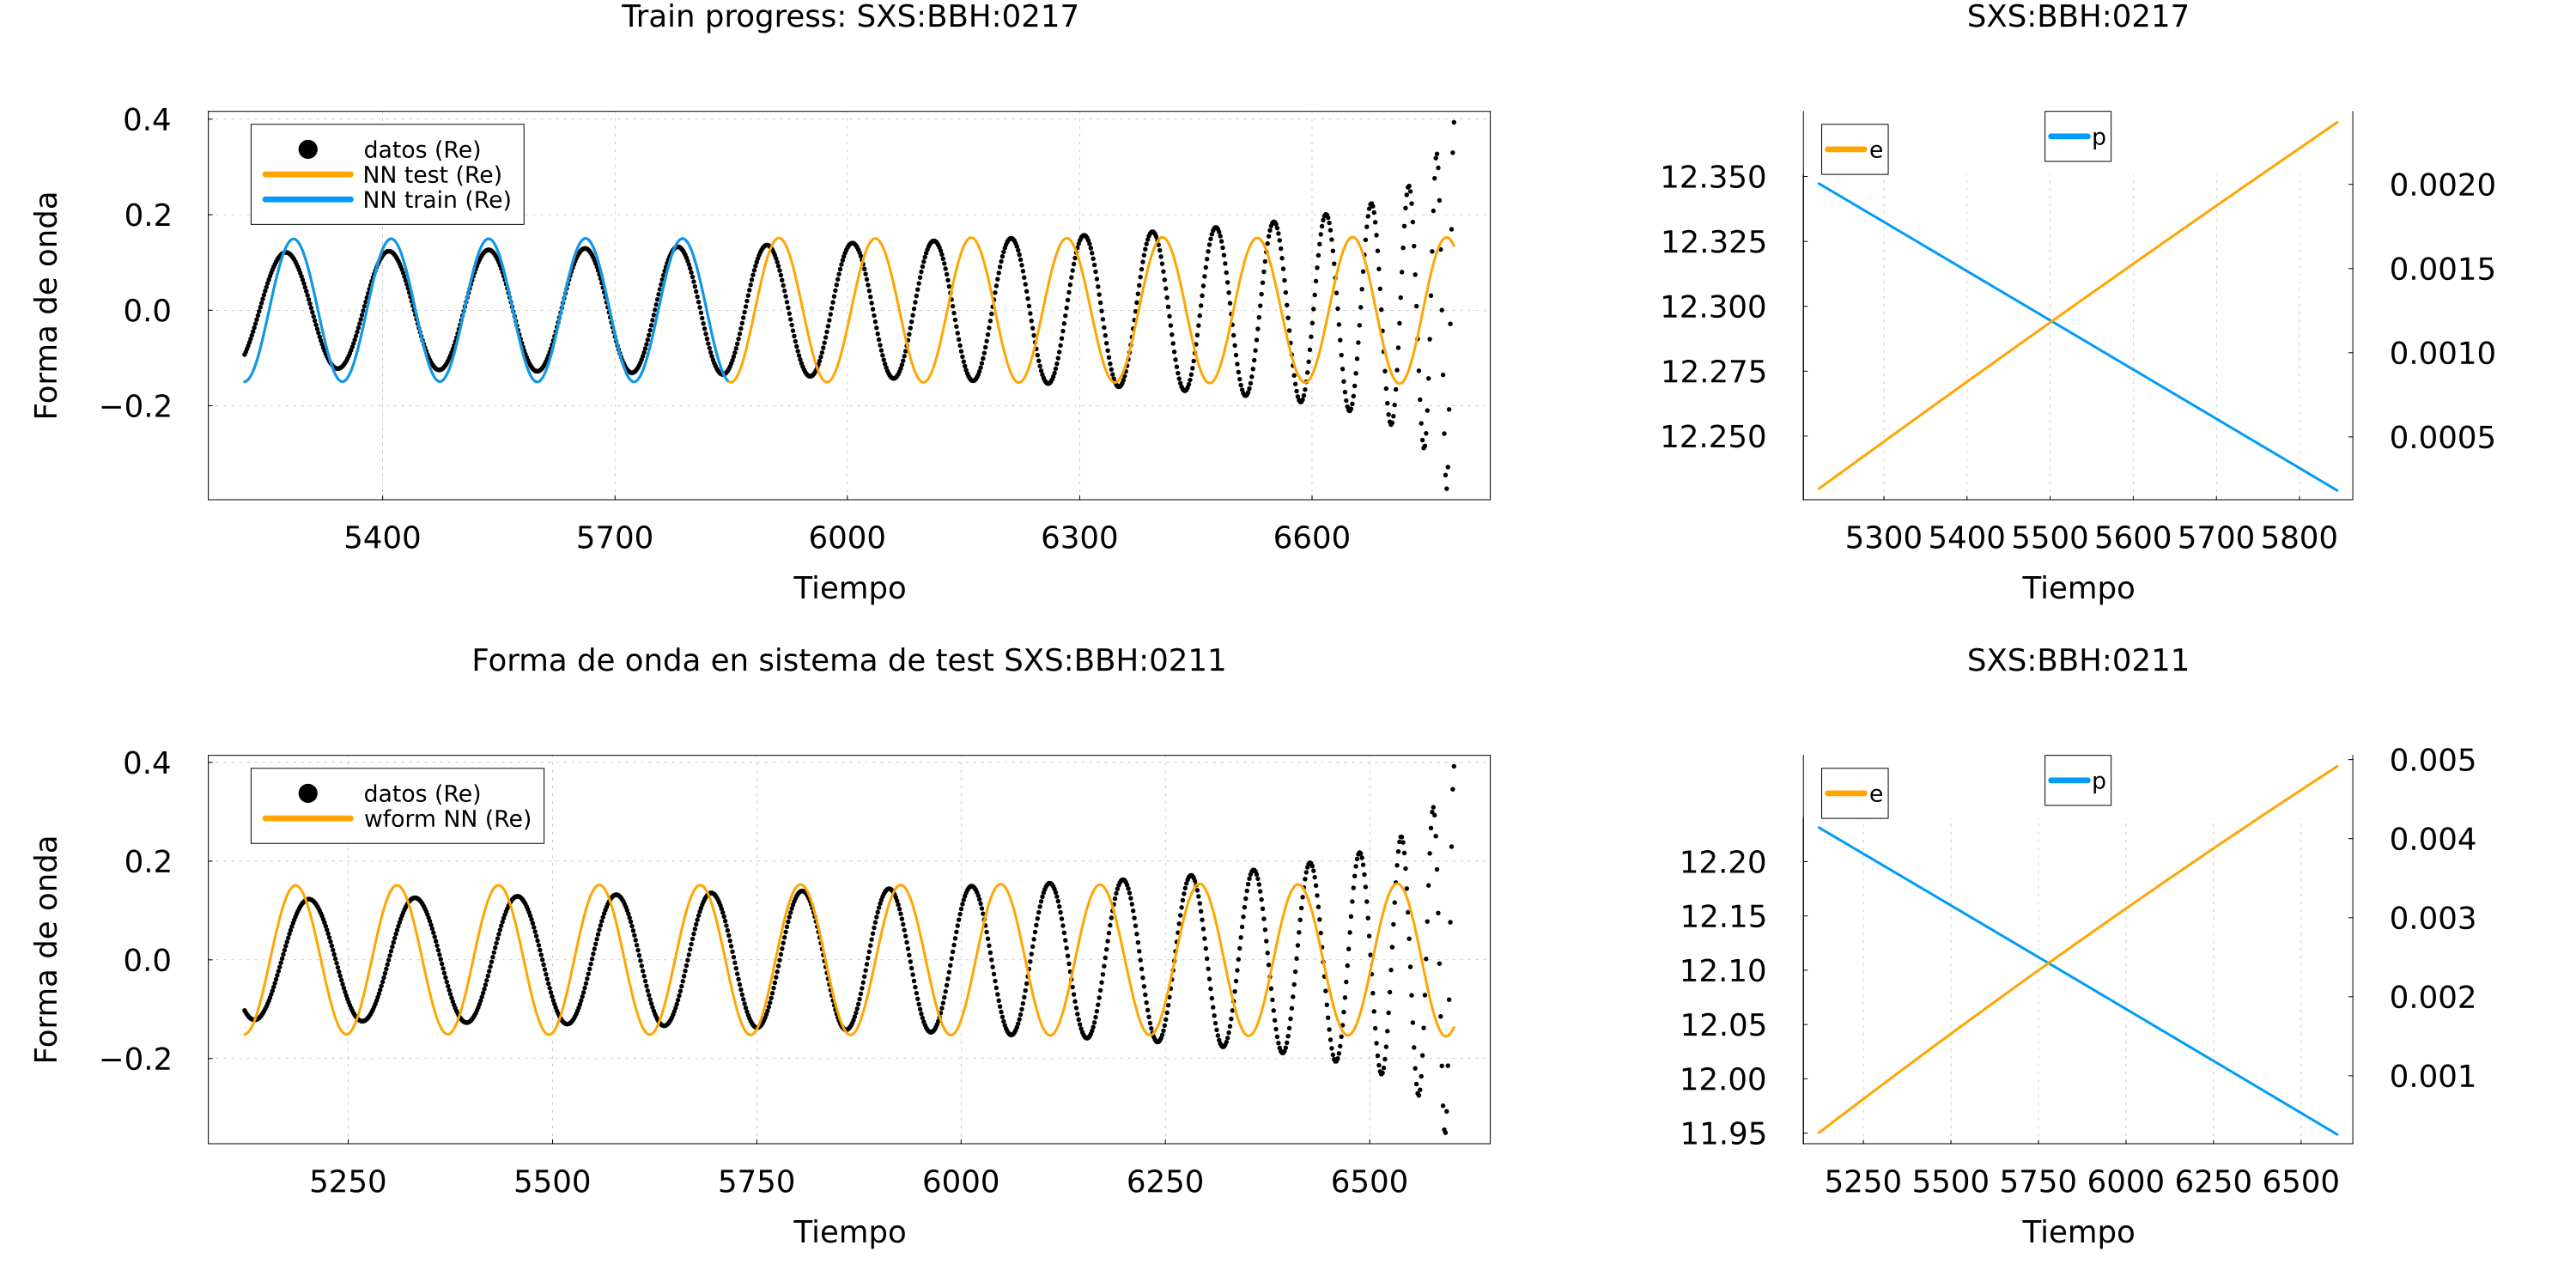 Train progress: SXS:BBH:0217
SXS:BBH:0217
Forma de onda
0.4
0.2
0.0
−0.2
datos (Re)
NN test (Re)
NN train (Re)
5400 5700 6000 6300 6600
Tiempo
12.350
12.325
12.300
12.275
12.250
e
p
0.0020
0.0015
0.0010
0.0005
5300 5400 5500 5600 5700 5800
Tiempo
Forma de onda en sistema de test SXS:BBH:0211
SXS:BBH:0211
Forma de onda
0.4
0.2
0.0
−0.2
datos (Re)
wform NN (Re)
5250 5500 5750 6000 6250 6500
Tiempo
12.20
12.15
12.10
12.05
12.00
11.95
e
p
0.005
0.004
0.003
0.002
0.001
5250 5500 5750 6000 6250 6500
Tiempo